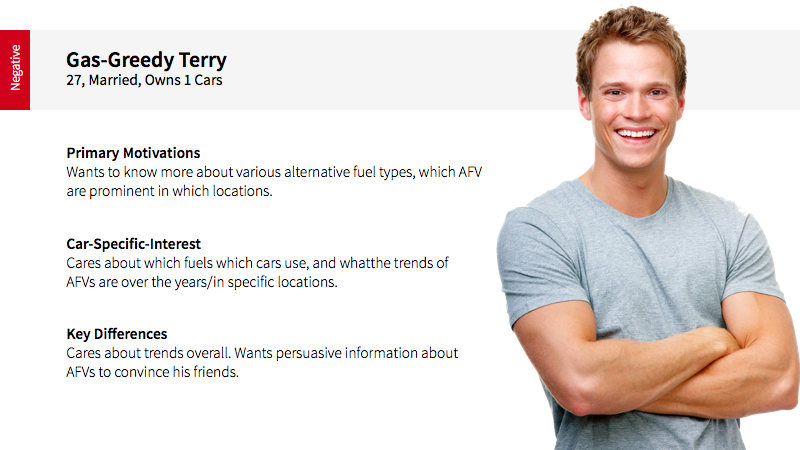 Negative
Gas-Greedy Terry
27, Married, Owns 1 Cars
Primary Motivations
Wants to know more about various alternative fuel types, which AFV
are prominent in which locations.
Car-Specific-Interest
Cares about which fuels which cars use, and whatthe trends of
AFVs are over the years/in specific locations.
Key Differences
Cares about trends overall. Wants persuasive information about
AFVs to convince his friends.